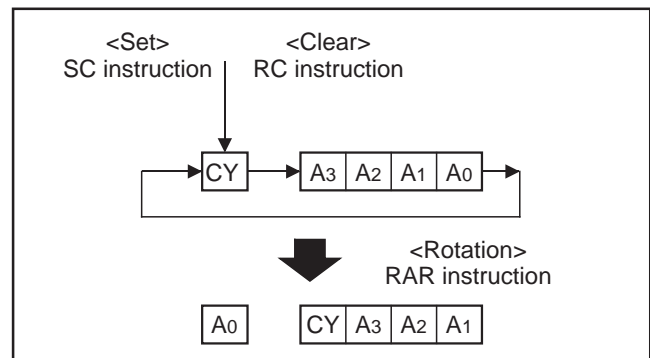 <Set> <Clear>
SC instruction RC instruction
CY A3 A2 A1 A0
<Rotation>
RAR instruction
A0 CY A3 A2 A1